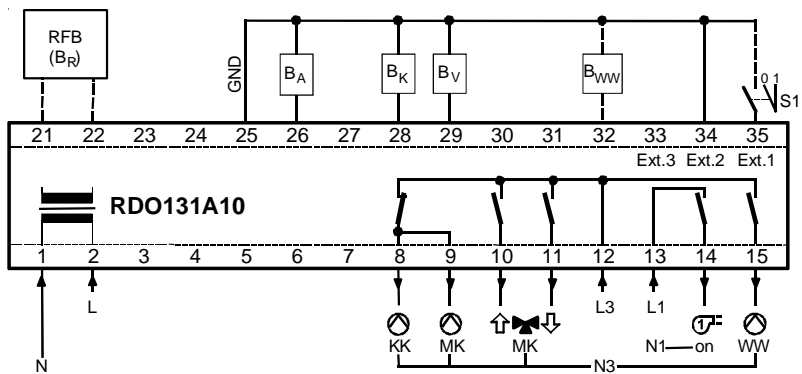 RFB
(BR)
GND
BA
BK
BV
BWW
0 1
S1
21 22 23 24 25 26 27 28 29 30 31 32 33 34 35
Ext.3 Ext.2 Ext.1
RDO131A10
1 2 3 4 5 6 7 8 9 10 11 12 13 14 15
L
L3
L1
1
KK
MK
MK
N1
on
WW
N
N3